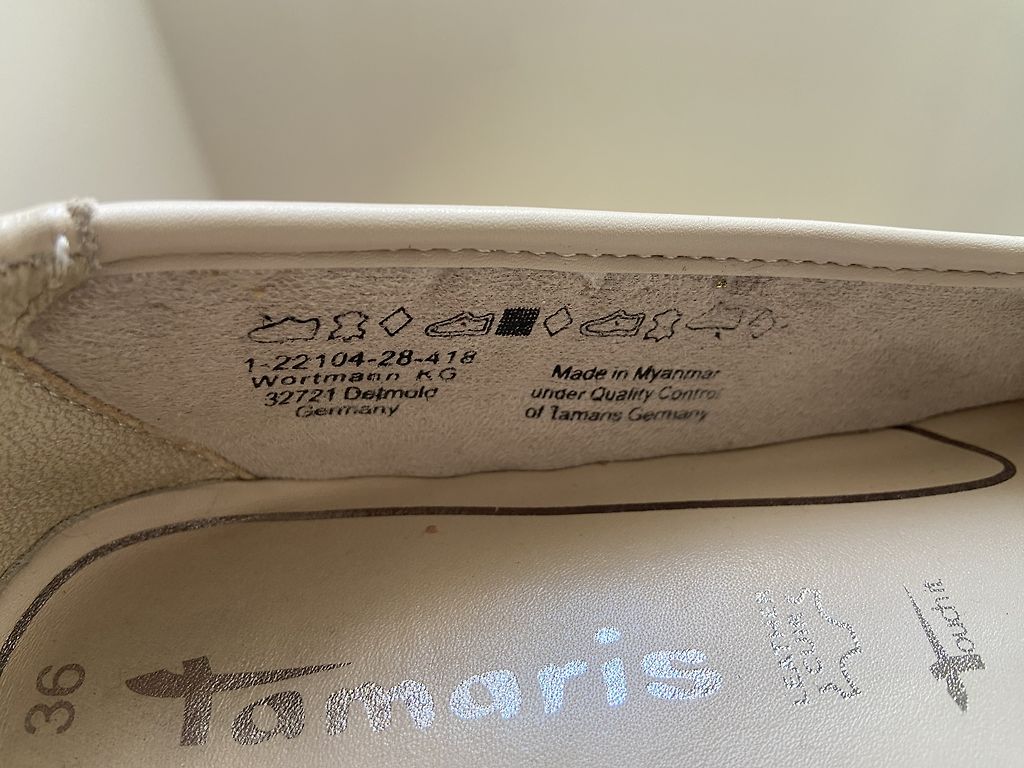 1-22104-28-418
Wortmann KG
32721 Detmold
Germany
Made in Myanmar
under Quality Control
of Tamaris Germany
36
Tamaris
LEATHER
LINING